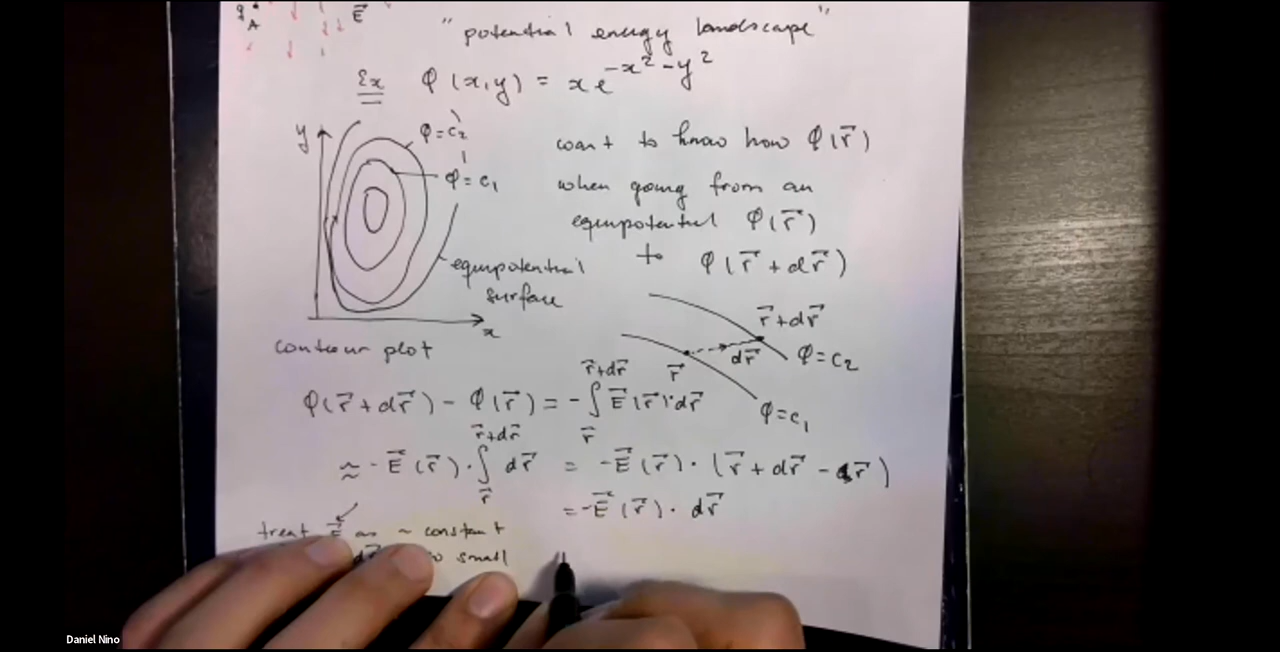 q_A E⃗
"potential energy landscape"
Ex φ(x,y) = x e^{-x²-y²}
y
φ=c₂
φ=c₁
want to know how φ(r⃗)
when going from an
equipotential φ(r⃗)
to φ(r⃗+dr⃗)
equipotential
surface
x
contour plot
r⃗+dr⃗
dr⃗
r⃗
φ=c₂
φ=c₁
φ(r⃗+dr⃗) - φ(r⃗) = -∫_{r⃗}^{r⃗+dr⃗} E⃗(r⃗)·dr⃗
≈ -E⃗(r⃗)·∫_{r⃗}^{r⃗+dr⃗} dr⃗ = -E⃗(r⃗)·(r⃗+dr⃗-r⃗)
= -E⃗(r⃗)·dr⃗
treat E⃗ as ~ constant
small
Daniel Nino